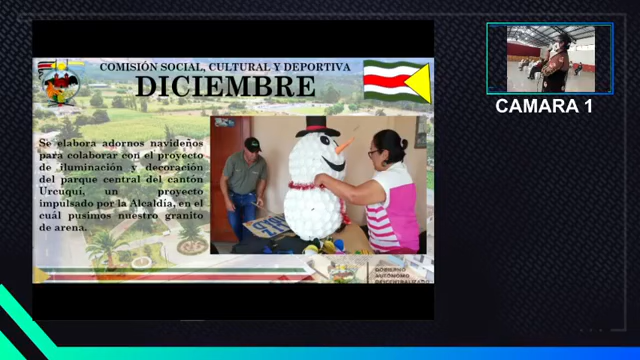 COMISIÓN SOCIAL, CULTURAL Y DEPORTIVA
DICIEMBRE
Se elabora adornos navideños
para colaborar con el proyecto
de iluminación y decoración
del parque central del cantón
Urcuquí, un proyecto
impulsado por la Alcaldía, en el
cuál pusimos nuestro granito
de arena.
GOBIERNO
AUTÓNOMO
DESCENTRALIZADO
CAMARA 1